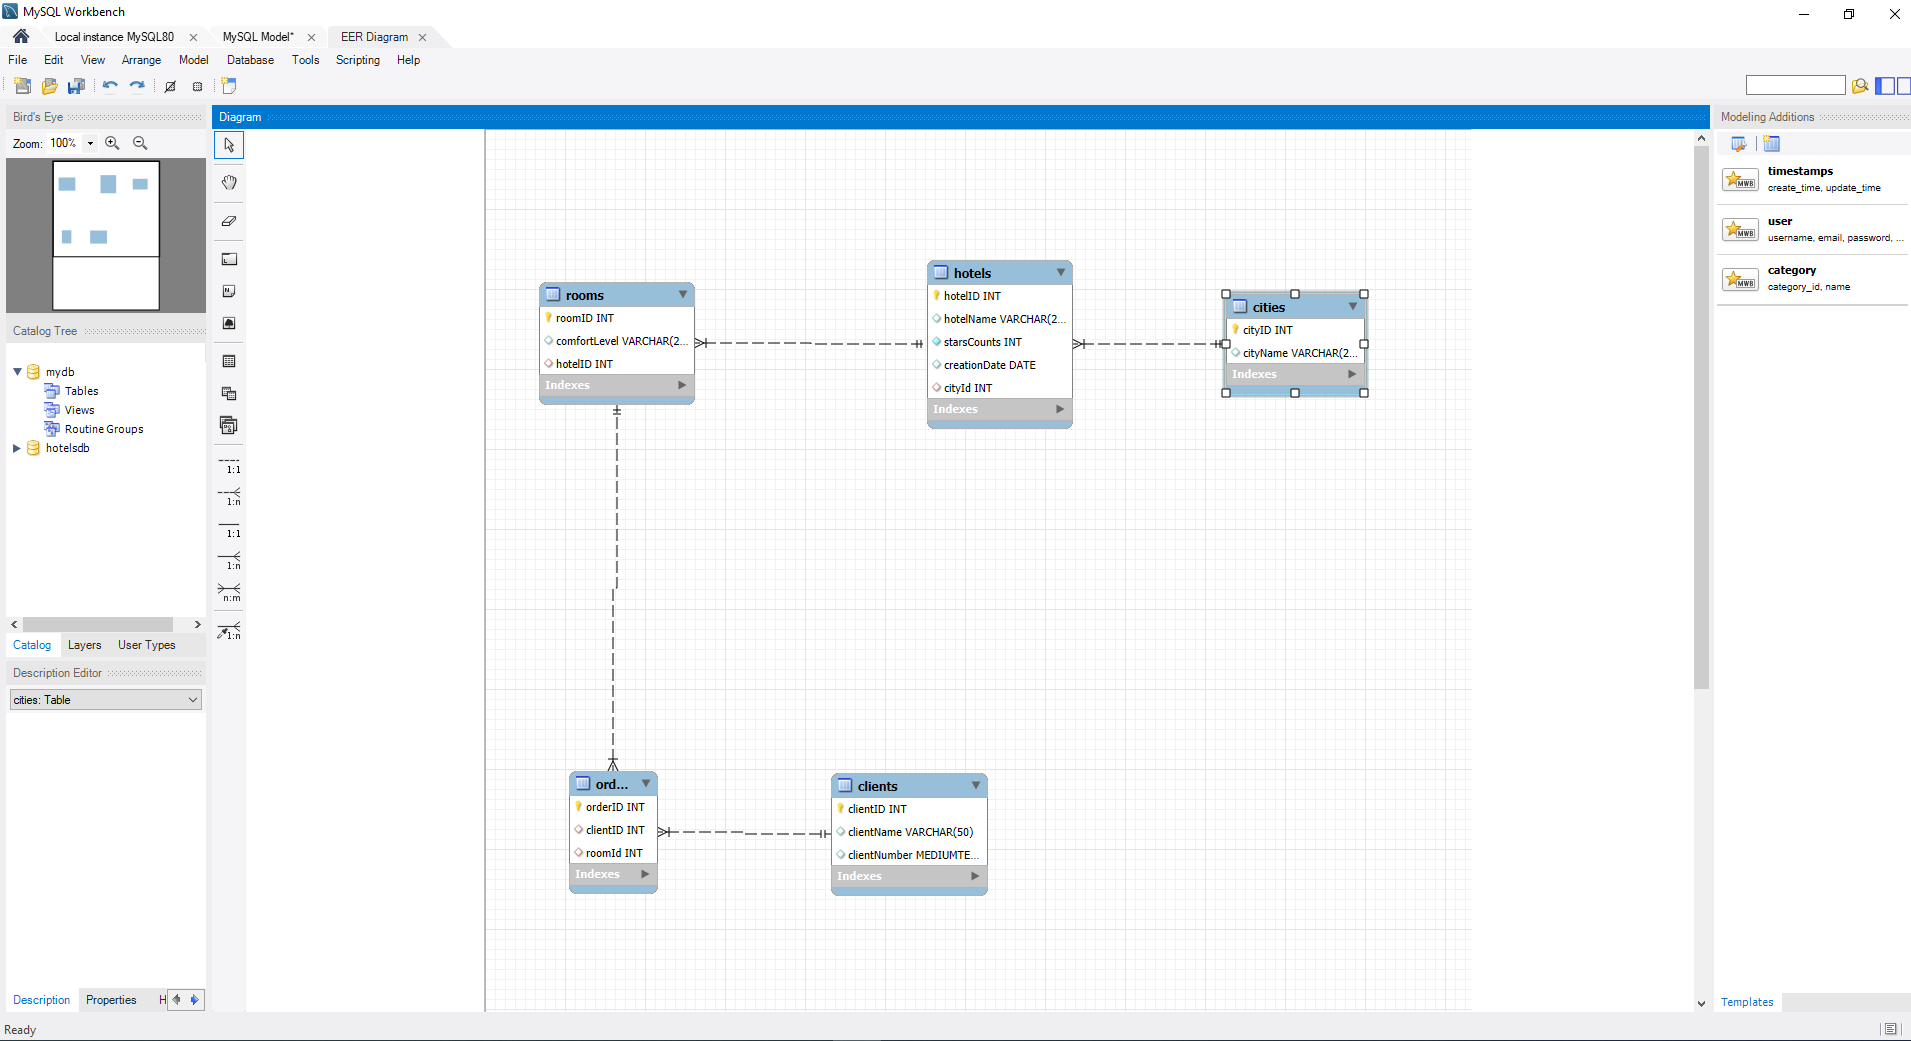 MySQL Workbench
Local instance MySQL80
MySQL Model*
EER Diagram
File Edit View Arrange Model Database Tools Scripting Help
Bird's Eye
Zoom: 100%
Catalog Tree
mydb
Tables
Views
Routine Groups
hotelsdb
Catalog Layers User Types
Description Editor
cities: Table
Description Properties H
Ready
Diagram
1:1
1:n
1:1
1:n
n:m
1:n
rooms
roomID INT
comfortLevel VARCHAR(2...
hotelID INT
Indexes
hotels
hotelID INT
hotelName VARCHAR(2...
starsCounts INT
creationDate DATE
cityId INT
Indexes
cities
cityID INT
cityName VARCHAR(2...
Indexes
ord...
orderID INT
clientID INT
roomId INT
Indexes
clients
clientID INT
clientName VARCHAR(50)
clientNumber MEDIUMTE...
Indexes
Modeling Additions
MWB
timestamps
create_time, update_time
MWB
user
username, email, password, ...
MWB
category
category_id, name
Templates